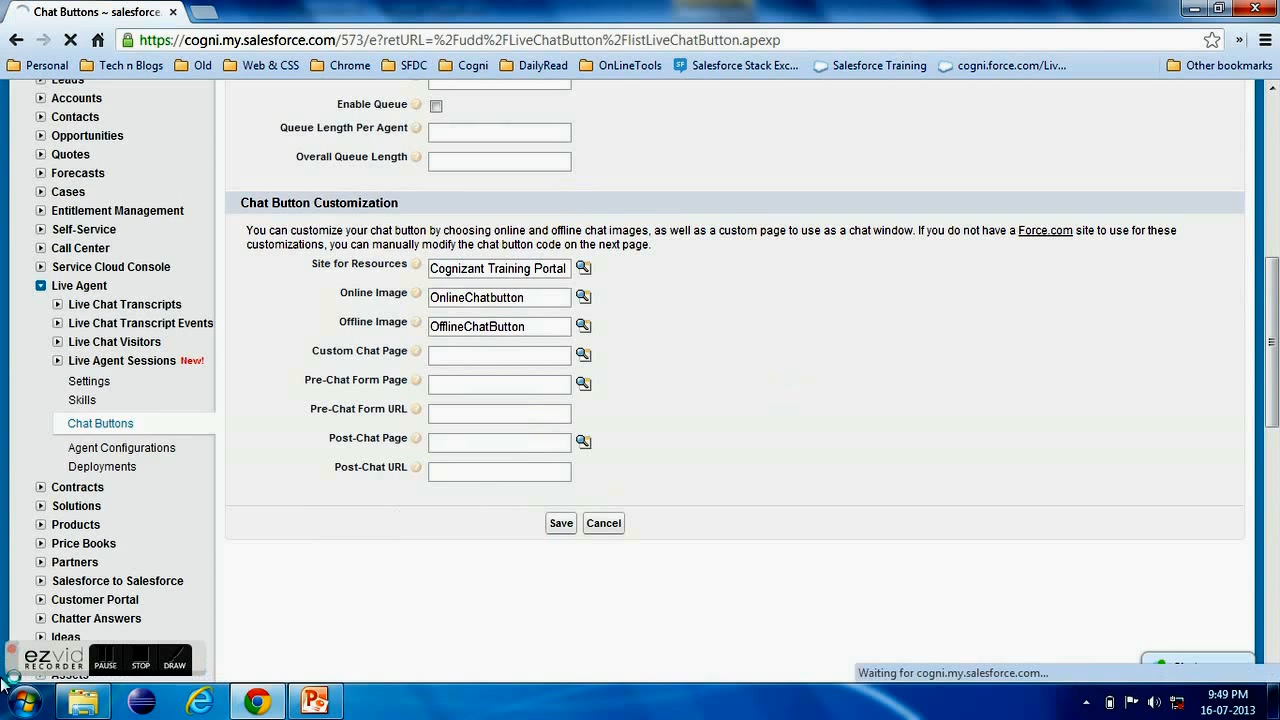 Chat Buttons ~ salesforce.
https://cogni.my.salesforce.com/573/e?retURL=%2Fudd%2FLiveChatButton%2FlistLiveChatButton.apexp
Personal Tech n Blogs Old Web & CSS Chrome SFDC Cogni DailyRead OnLineTools Salesforce Stack Exc... Salesforce Training cogni.force.com/Liv... Other bookmarks
Leads
Accounts
Contacts
Opportunities
Quotes
Forecasts
Cases
Entitlement Management
Self-Service
Call Center
Service Cloud Console
Live Agent
Live Chat Transcripts
Live Chat Transcript Events
Live Chat Visitors
Live Agent Sessions New!
Settings
Skills
Chat Buttons
Agent Configurations
Deployments
Contracts
Solutions
Products
Price Books
Partners
Salesforce to Salesforce
Customer Portal
Chatter Answers
Ideas
Assets
Enable Queue
Queue Length Per Agent
Overall Queue Length
Chat Button Customization
You can customize your chat button by choosing online and offline chat images, as well as a custom page to use as a chat window. If you do not have a Force.com site to use for these
customizations, you can manually modify the chat button code on the next page.
Site for Resources Cognizant Training Portal
Online Image OnlineChatbutton
Offline Image OfflineChatButton
Custom Chat Page
Pre-Chat Form Page
Pre-Chat Form URL
Post-Chat Page
Post-Chat URL
Save Cancel
ezvid
RECORDER
PAUSE STOP DRAW
Waiting for cogni.my.salesforce.com...
9:49 PM
16-07-2013